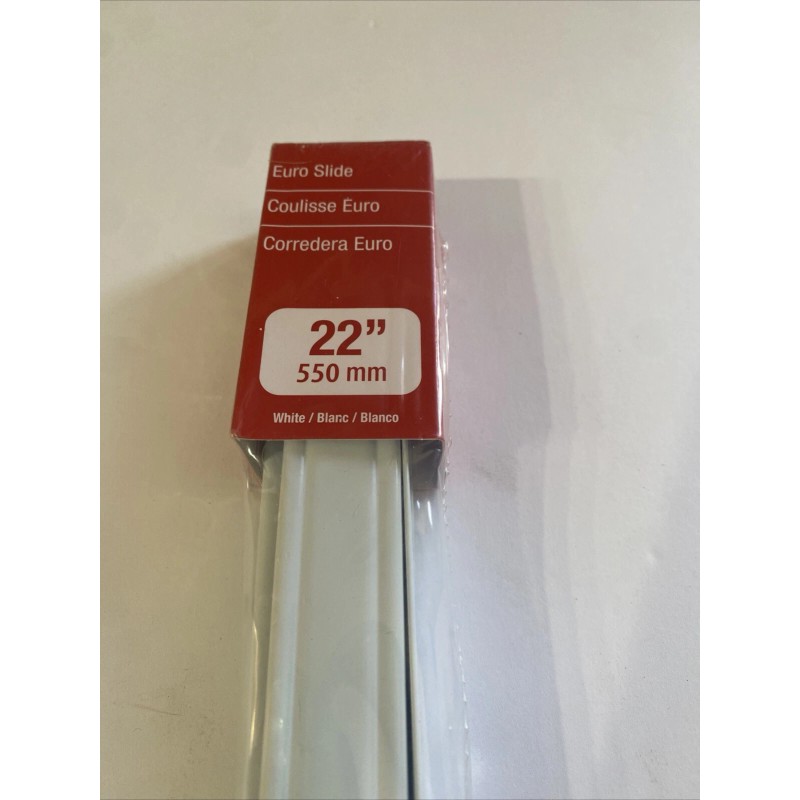 Euro Slide
Coulisse Euro
Corredera Euro
22”
550 mm
White / Blanc / Blanco